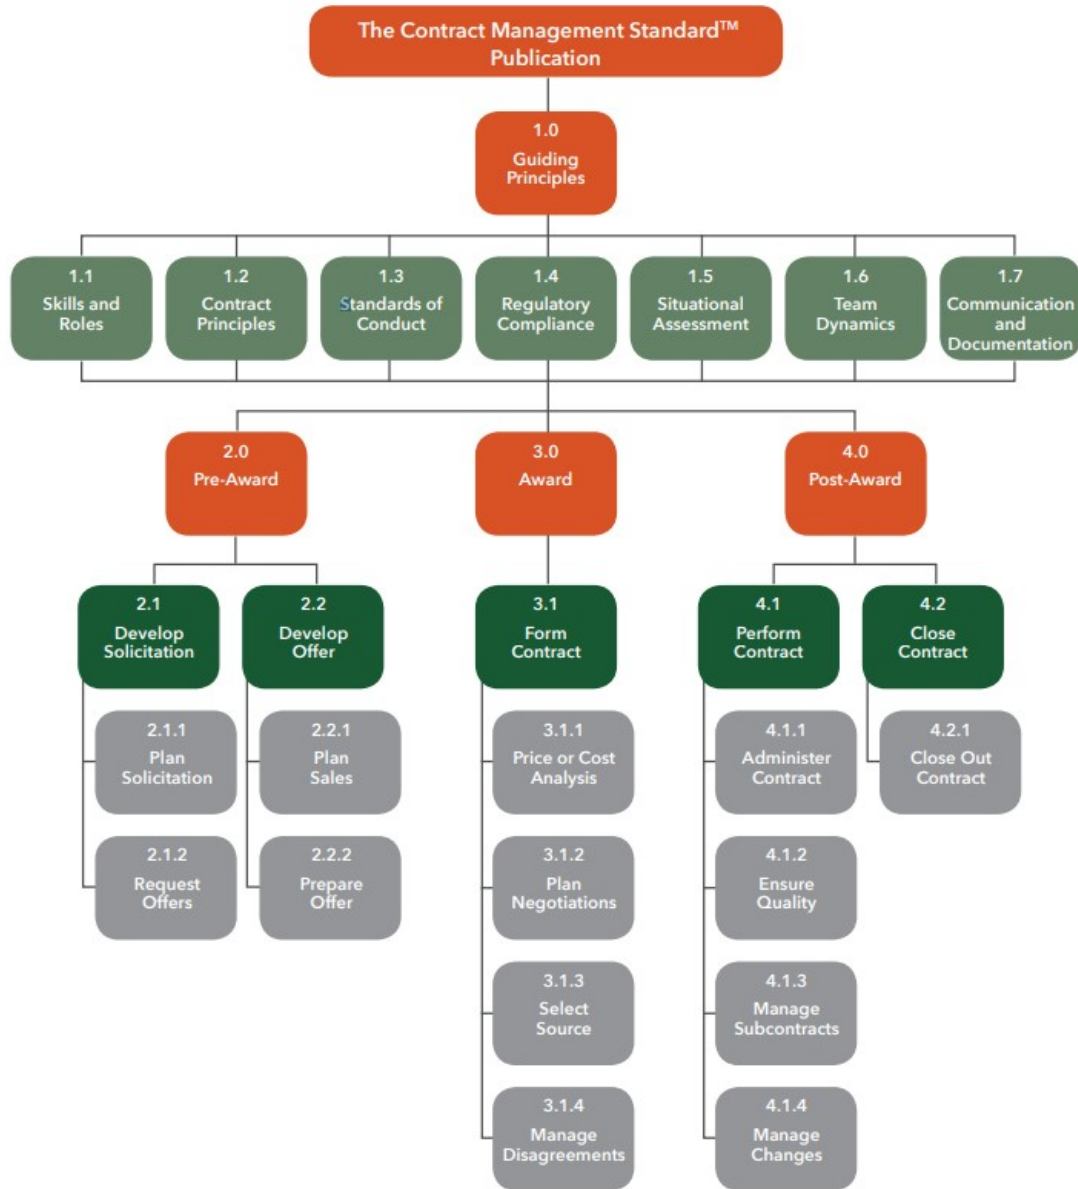 The Contract Management Standard™
Publication
1.0
Guiding
Principles
1.1
Skills and
Roles
1.2
Contract
Principles
1.3
Standards of
Conduct
1.4
Regulatory
Compliance
1.5
Situational
Assessment
1.6
Team
Dynamics
1.7
Communication
and
Documentation
2.0
Pre-Award
3.0
Award
4.0
Post-Award
2.1
Develop
Solicitation
2.2
Develop
Offer
3.1
Form
Contract
4.1
Perform
Contract
4.2
Close
Contract
2.1.1
Plan
Solicitation
2.2.1
Plan
Sales
3.1.1
Price or Cost
Analysis
4.1.1
Administer
Contract
4.2.1
Close Out
Contract
2.1.2
Request
Offers
2.2.2
Prepare
Offer
3.1.2
Plan
Negotiations
4.1.2
Ensure
Quality
3.1.3
Select
Source
4.1.3
Manage
Subcontracts
3.1.4
Manage
Disagreements
4.1.4
Manage
Changes